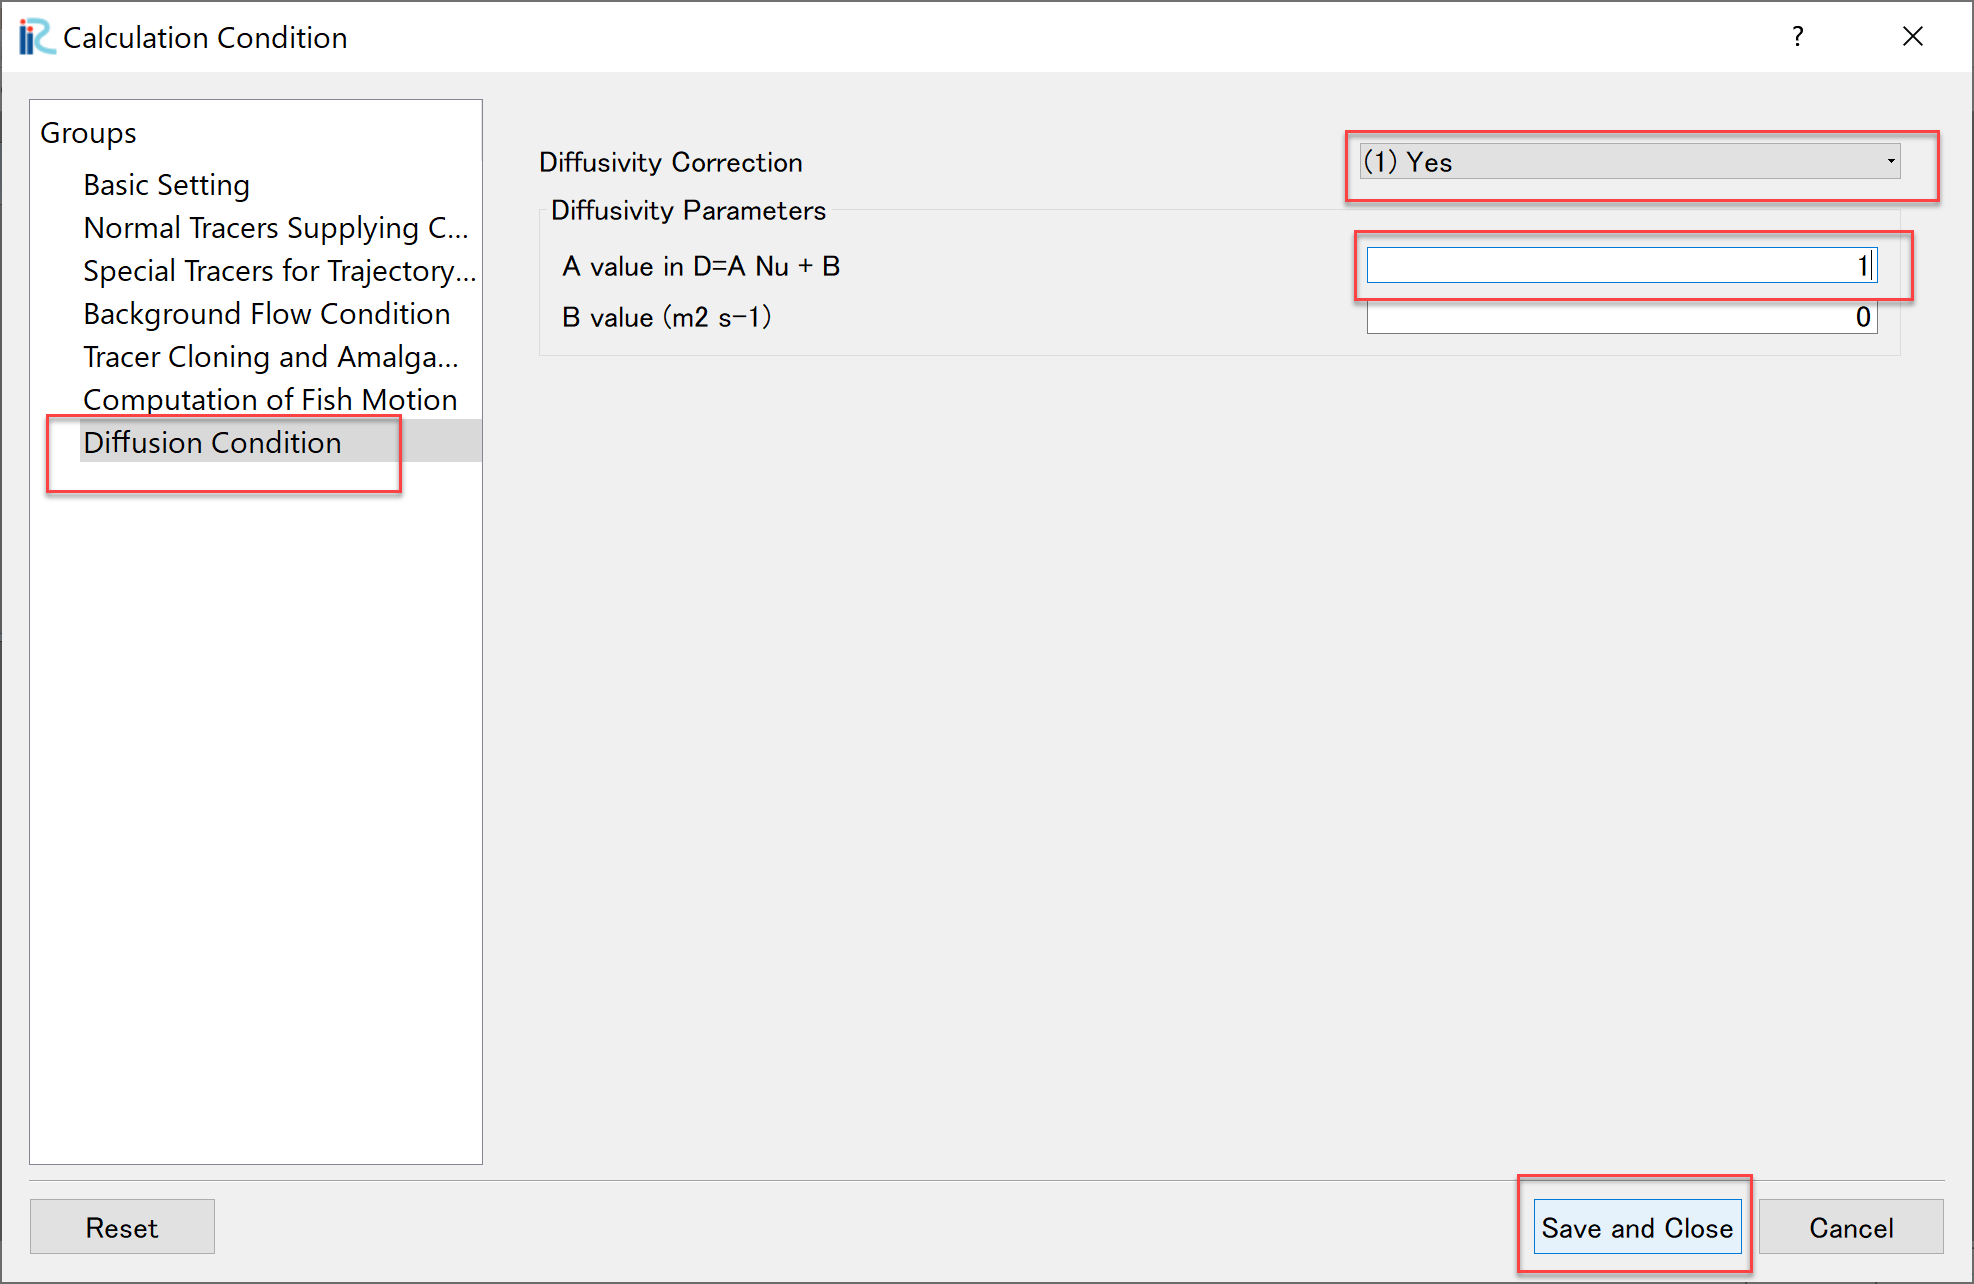 iRIC Calculation Condition
?
Groups
Basic Setting
Normal Tracers Supplying C...
Special Tracers for Trajectory...
Background Flow Condition
Tracer Cloning and Amalga...
Computation of Fish Motion
Diffusion Condition
Diffusivity Correction
(1) Yes
Diffusivity Parameters
A value in D=A Nu + B
1
B value (m2 s-1)
0
Reset
Save and Close
Cancel